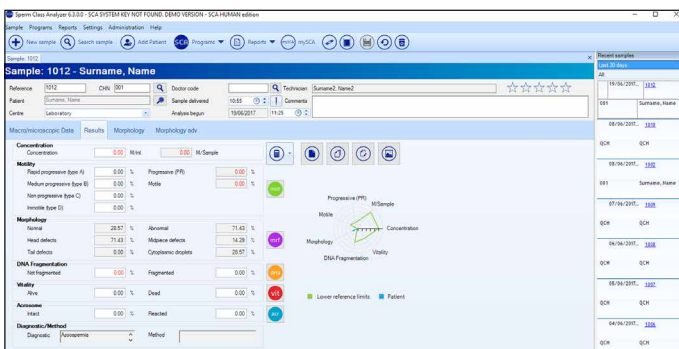 Sperm Class Analyzer 6.3.0.0 - SCA SYSTEM KEY NOT FOUND. DEMO VERSION - SCA HUMAN edition
Sample Programs Reports Settings Administration Help
New sample Search sample Add Patient SCA Programs Reports mySCA
Sample: 1012
Sample: 1012 - Surname, Name
Reference 1012 CHN 001 Doctor code Technician Surname2, Name2
Patient Surname, Name Sample delivered 10:55 Comments
Centre Laboratory Analysis begun 19/06/2017 11:25
Macro/microscopic Data Results Morphology Morphology adv.
Concentration
Concentration 0.00 M/ml 0.00 M/Sample
Motility
Rapid progressive (type A) 0.00 % Progressive (PR) 0.00 %
Medium progressive (type B) 0.00 % Motile 0.00 %
Non progressive (type C) 0.00 %
Immotile (type D) 0.00 %
Morphology
Normal 28.57 % Abnormal 71.43 %
Head defects 71.43 % Midpiece defects 14.29 %
Tail defects 0.00 % Cytoplasmic droplets 28.57 %
DNA Fragmentation
Not fragmented 0.00 % Fragmented 0.00 %
Vitality
Alive 0.00 % Dead 0.00 %
Acrosome
Intact 0.00 % Reacted 0.00 %
Diagnostic/Method
Diagnostic Azoospermia Method
mrf
vit
Progressive (PR)
M/Sample
Motile
Concentration
Morphology
Vitality
DNA Fragmentation
Lower reference limits Patient
Recent samples
Last 30 days
All
19/06/2017... 1012
001 Surname, Name
08/06/2017... 1010
QCH QCH
08/06/2017... 1002
001 Surname, Name
07/06/2017... 1009
QCH QCH
06/06/2017... 1008
QCH QCH
05/06/2017... 1007
QCH QCH
04/06/2017... 1006
QCH QCH